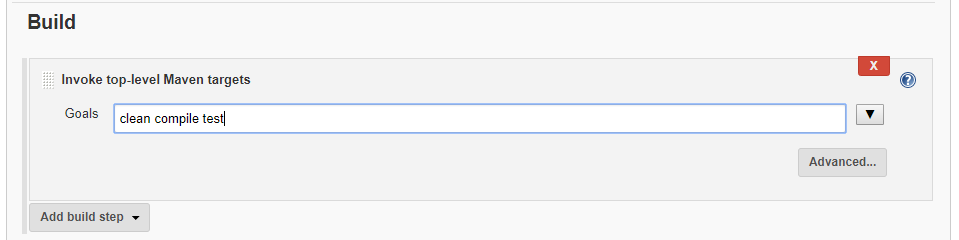 Build
X
Invoke top-level Maven targets
?
Goals
clean compile test
▼
Advanced...
Add build step